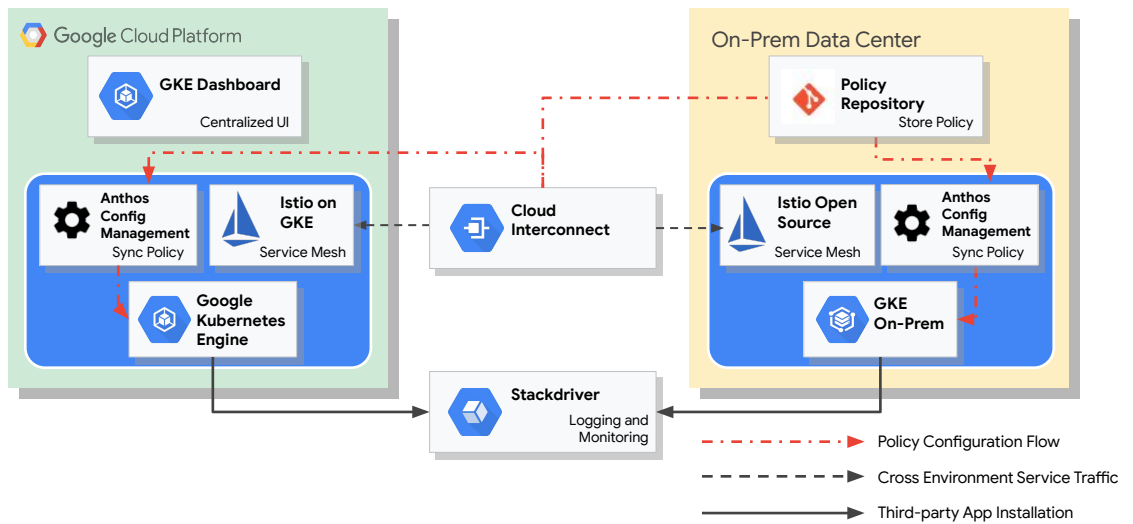 Google Cloud Platform
GKE Dashboard
Centralized UI
Anthos
Config
Management
Sync Policy
Istio on
GKE
Service Mesh
Google
Kubernetes
Engine
Cloud
Interconnect
Stackdriver
Logging and
Monitoring
On-Prem Data Center
Policy
Repository
Store Policy
Istio Open
Source
Service Mesh
Anthos
Config
Management
Sync Policy
GKE
On-Prem
Policy Configuration Flow
Cross Environment Service Traffic
Third-party App Installation